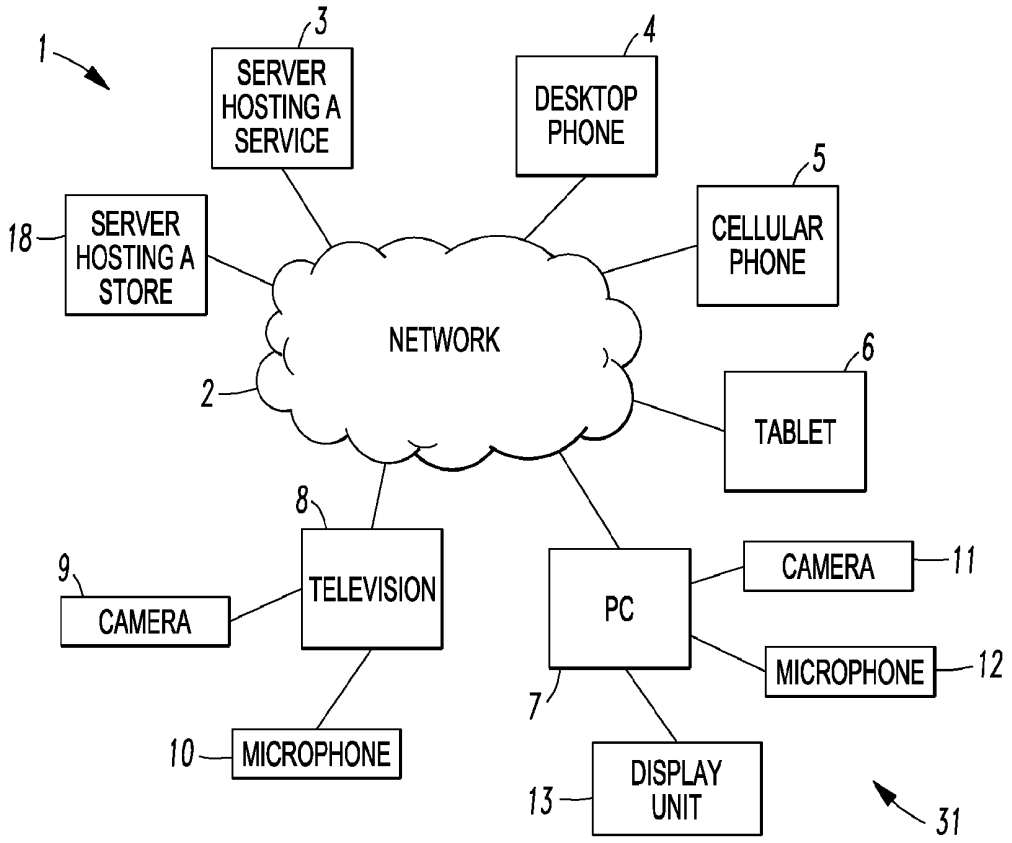 1
3
SERVER
HOSTING A
SERVICE
4
DESKTOP
PHONE
5
CELLULAR
PHONE
18
SERVER
HOSTING A
STORE
NETWORK
2
6
TABLET
8
TELEVISION
9
CAMERA
10
MICROPHONE
PC
7
CAMERA
11
MICROPHONE
12
13
DISPLAY
UNIT
31